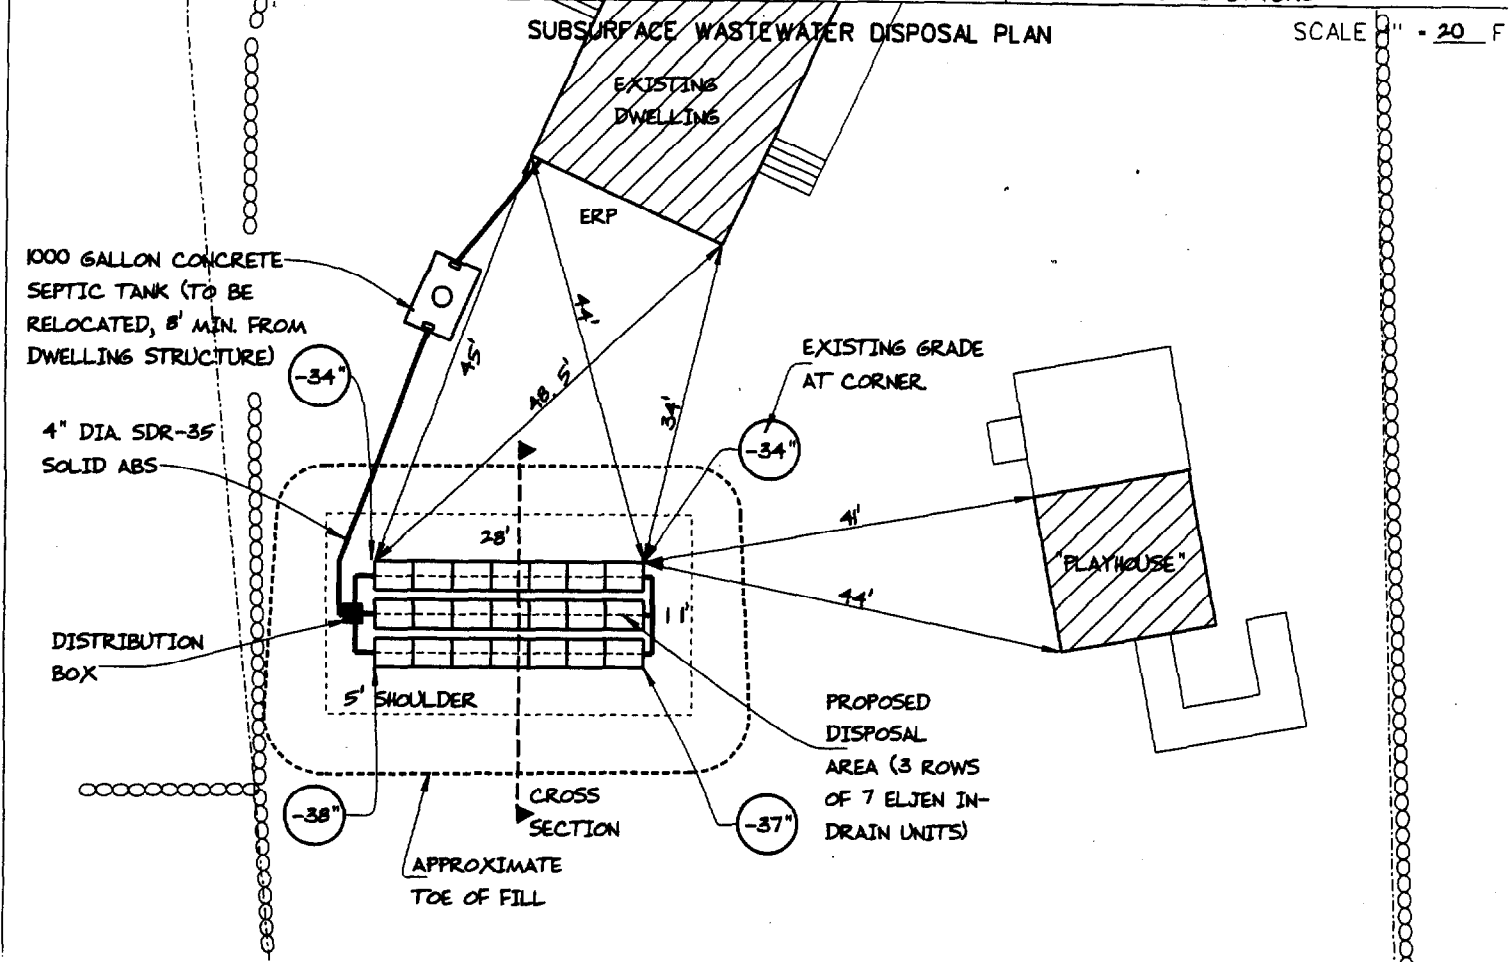 SUBSURFACE WASTEWATER DISPOSAL PLAN
SCALE 1" = 20 F
EXISTING
DWELLING
ERP
1000 GALLON CONCRETE
SEPTIC TANK (TO BE
RELOCATED, 8' MIN. FROM
DWELLING STRUCTURE)
-34"
45'
44'
48.5'
34'
EXISTING GRADE
AT CORNER
-34"
4" DIA. SDR-35
SOLID ABS
28'
41'
"PLAYHOUSE"
44'
11'
DISTRIBUTION
BOX
5' SHOULDER
PROPOSED
DISPOSAL
AREA (3 ROWS
OF 7 ELJEN IN-
DRAIN UNITS)
-38"
CROSS
SECTION
-37"
APPROXIMATE
TOE OF FILL